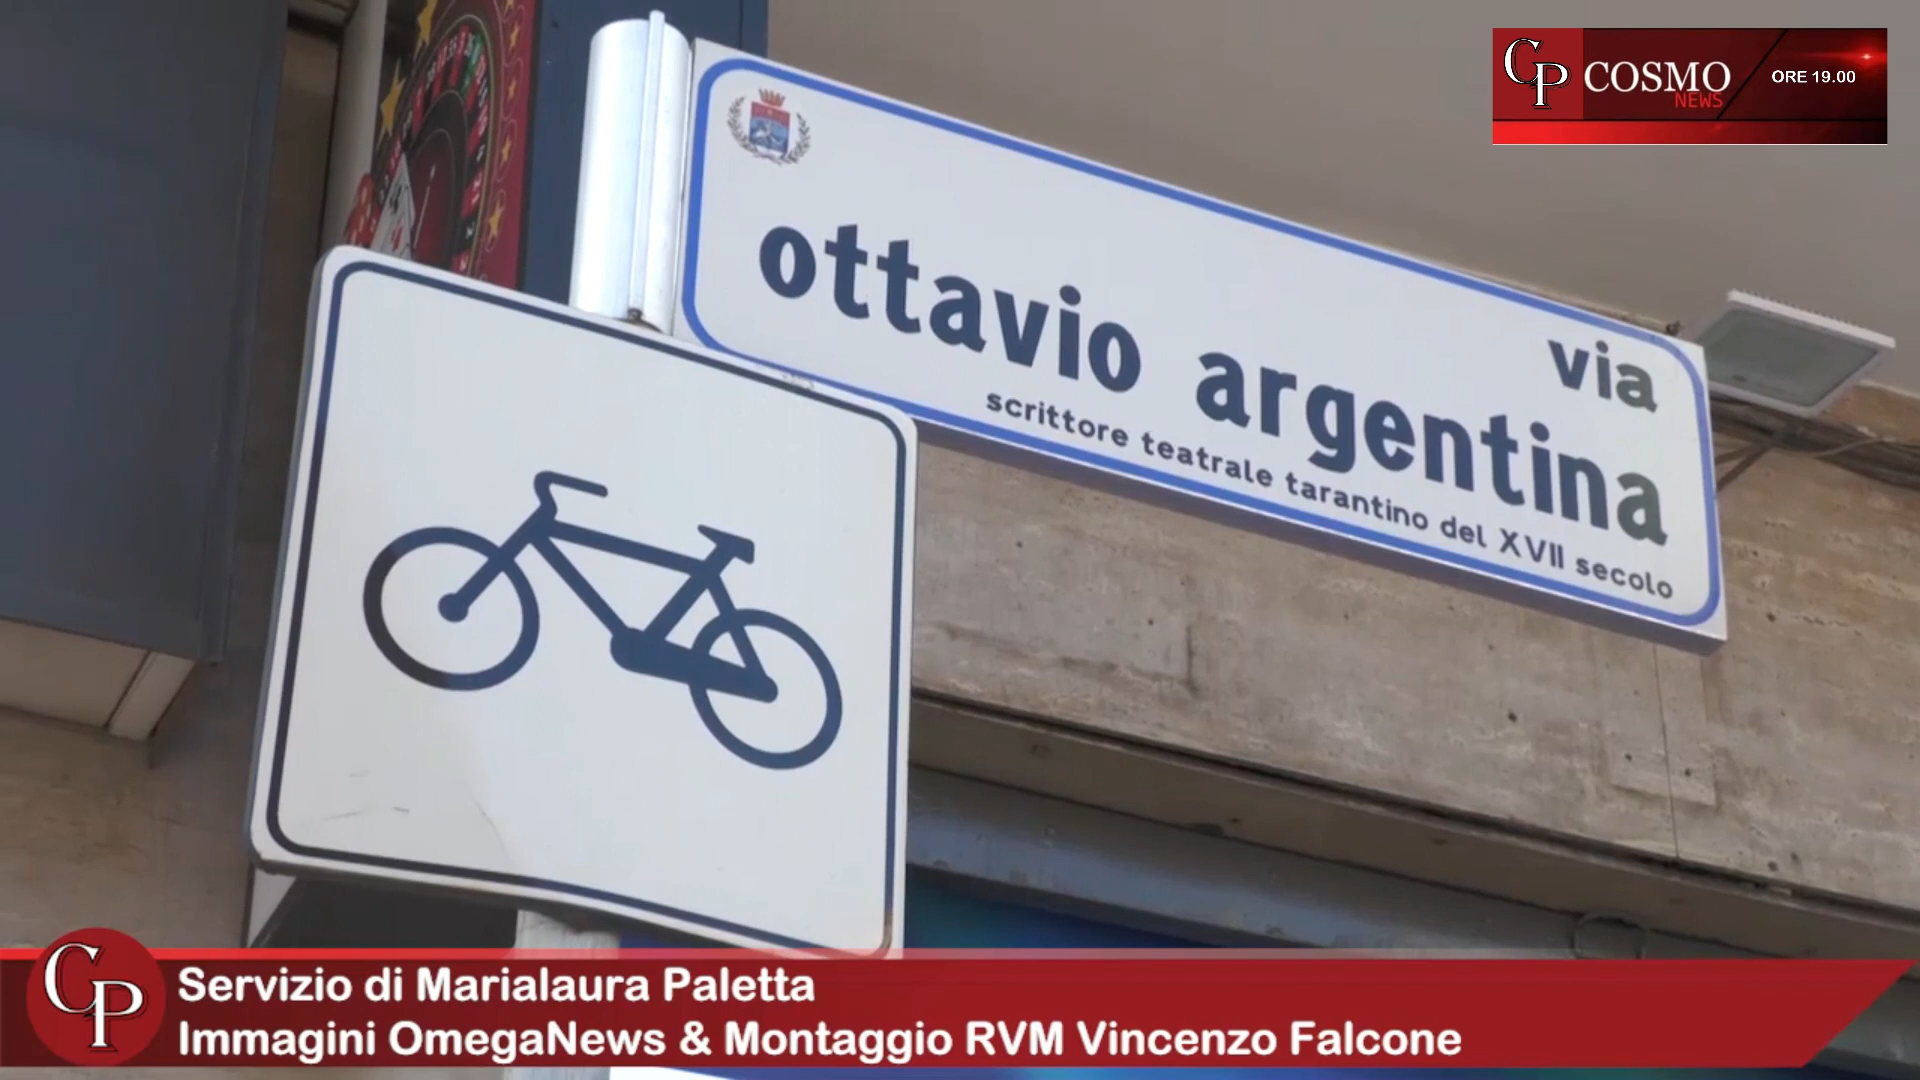 CP COSMO
NEWS
ORE 19.00
via
ottavio argentina
scrittore teatrale tarantino del XVII secolo
CP
Servizio di Marialaura Paletta
Immagini OmegaNews & Montaggio RVM Vincenzo Falcone